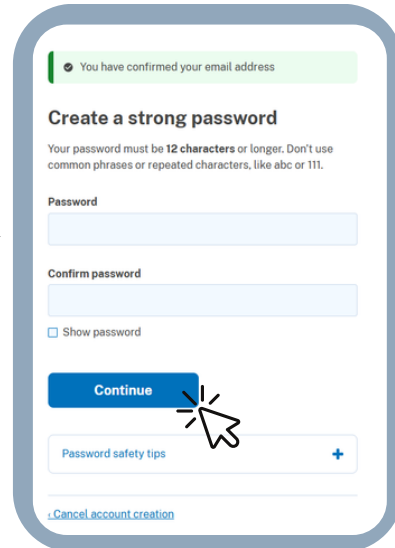 You have confirmed your email address
Create a strong password
Your password must be 12 characters or longer. Don't use
common phrases or repeated characters, like abc or 111.
Password
Confirm password
Show password
Continue
Password safety tips
‹ Cancel account creation